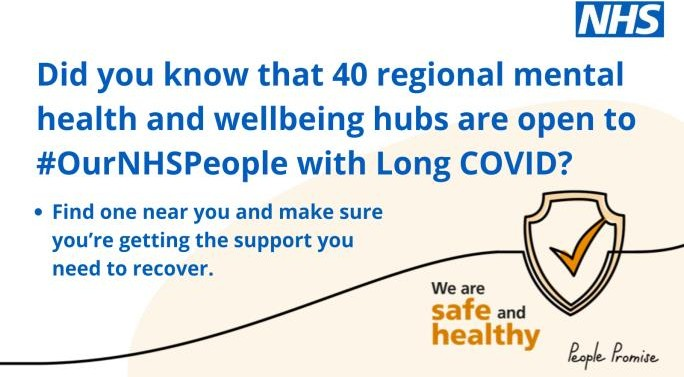 NHS
Did you know that 40 regional mental
health and wellbeing hubs are open to
#OurNHSPeople with Long COVID?
• Find one near you and make sure
you’re getting the support you
need to recover.
We are
safe and
healthy
People Promise